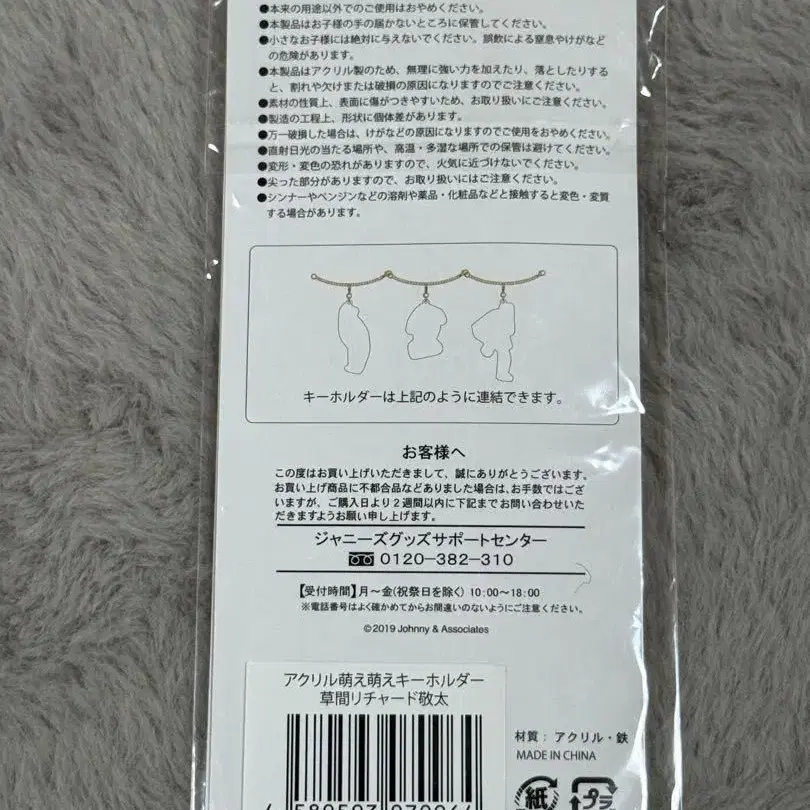 ●本来の用途以外でのご使用はおやめください。
●本製品はお子様の手の届かないところに保管してください。
●小さなお子様には絶対に与えないでください。誤飲による窒息やけがなど
の危険があります。
●本製品はアクリル製のため、無理に強い力を加えたり、落としたりする
と、割れや欠けまたは破損の原因になりますのでご注意ください。
●素材の性質上、表面に傷がつきやすいため、お取り扱いにご注意ください。
●製造の工程上、形状に個体差があります。
●万一破損した場合は、けがなどの原因になりますのでご使用をおやめください。
●直射日光の当たる場所や、高温・多湿な場所での保管は避けてください。
●変形・変色の恐れがありますので、火気に近づけないでください。
●尖った部分がありますので、お取り扱いにはご注意ください。
●シンナーやベンジンなどの溶剤や薬品・化粧品などと接触すると変色・変質
する場合があります。
キーホルダーは上記のように連結できます。
お客様へ
この度はお買い上げいただきまして、誠にありがとうございます。
お買い上げ商品に不都合品などありました場合は、お手数ではござ
いますが、ご購入日より2週間以内に下記までお問い合わせいた
だきますようお願い申し上げます。
ジャニーズグッズサポートセンター
0120-382-310
【受付時間】月～金(祝祭日を除く) 10:00～18:00
※電話番号はよく確かめてからお間違いのないようにご注意ください。
©2019 Johnny & Associates
アクリル萌え萌えキーホルダー
草間リチャード敬太
材質：アクリル・鉄
MADE IN CHINA
紙
プラ